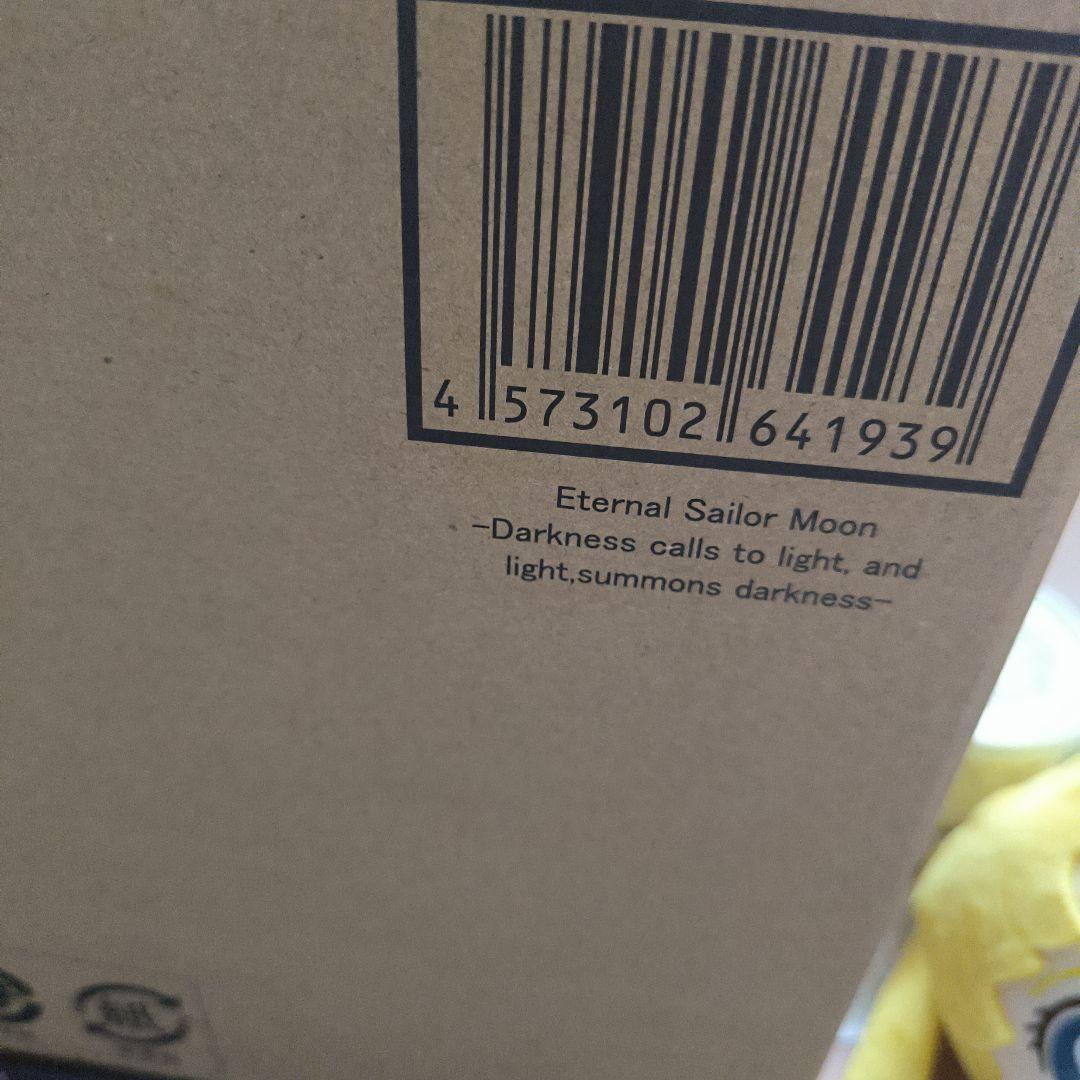 4 573102 641939
Eternal Sailor Moon
-Darkness calls to light, and
light,summons darkness-